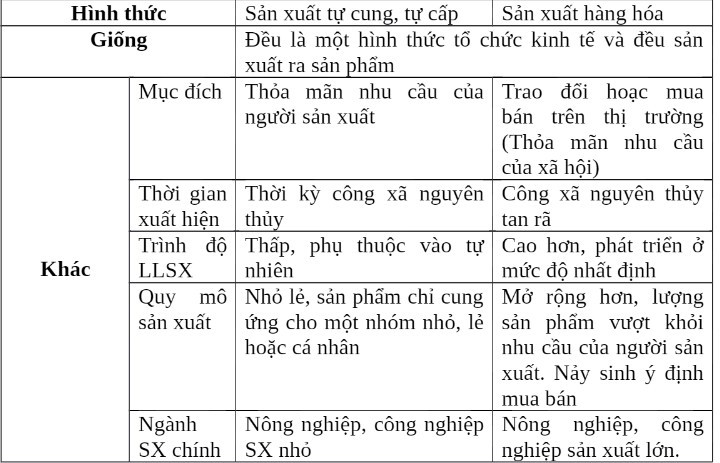 Hình thức
Sản xuất tự cung, tự cấp
Sản xuất hàng hóa
Giống
Đều là một hình thức tổ chức kinh tế và đều sản
xuất ra sản phẩm
Khác
Mục đích
Thỏa mãn nhu cầu của
người sản xuất
Trao đổi hoặc mua
bán trên thị trường
(Thỏa mãn nhu cầu
của xã hội)
Thời gian
xuất hiện
Thời kỳ công xã nguyên
thủy
Công xã nguyên thủy
tan rã
Trình độ
LLSX
Thấp, phụ thuộc vào tự
nhiên
Cao hơn, phát triển ở
mức độ nhất định
Quy mô
sản xuất
Nhỏ lẻ, sản phẩm chỉ cung
ứng cho một nhóm nhỏ, lẻ
hoặc cá nhân
Mở rộng hơn, lượng
sản phẩm vượt khỏi
nhu cầu của người sản
xuất. Nảy sinh ý định
mua bán
Ngành
SX chính
Nông nghiệp, công nghiệp
SX nhỏ
Nông nghiệp, công
nghiệp sản xuất lớn.